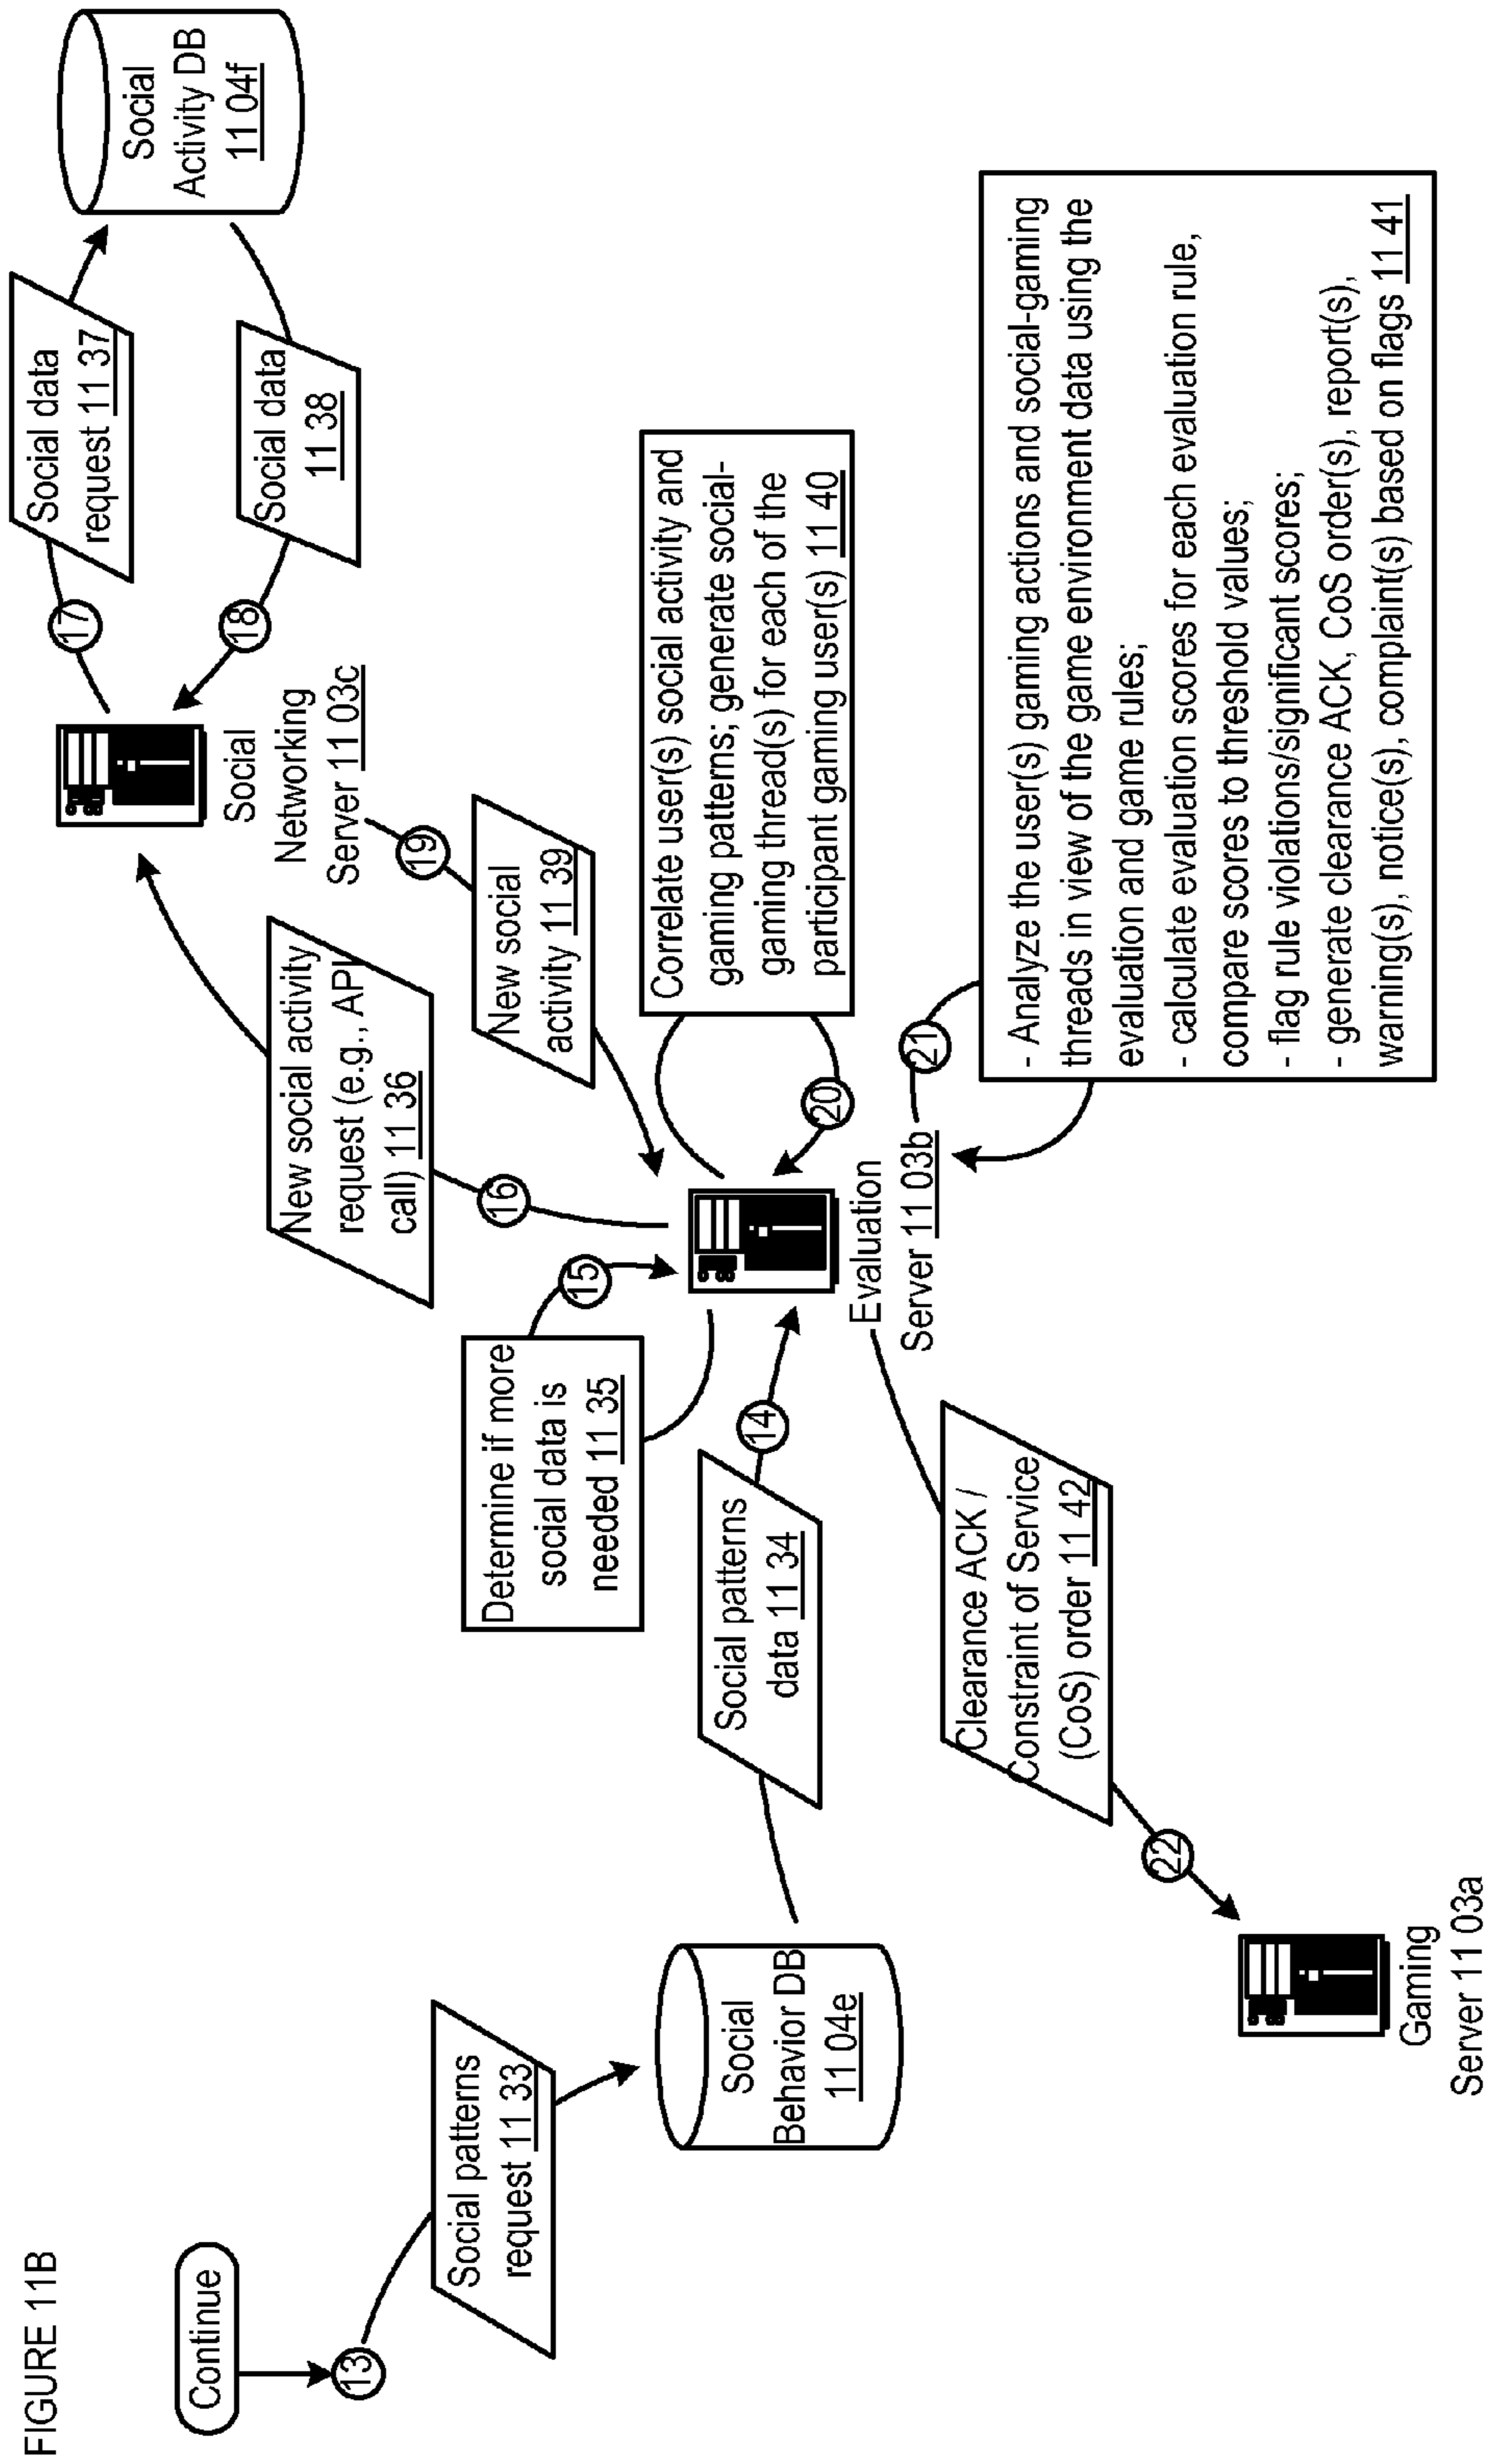 FIGURE 11B
Continue
13
Social patterns
request 11 33
Social
Behavior DB
11 04e
Social patterns
data 11 34
14
Determine if more
social data is
needed 11 35
15
16
New social activity
request (e.g., API
call) 11 36
Social
Networking
Server 11 03c
17
Social data
request 11 37
Social
Activity DB
11 04f
18
Social data
11 38
19
New social
activity 11 39
Correlate user(s) social activity and
gaming patterns; generate social-
gaming thread(s) for each of the
participant gaming user(s) 11 40
20
Evaluation
Server 11 03b
21
- Analyze the user(s) gaming actions and social-gaming
threads in view of the game environment data using the
evaluation and game rules;
- calculate evaluation scores for each evaluation rule,
compare scores to threshold values;
- flag rule violations/significant scores;
- generate clearance ACK, CoS order(s), report(s),
warning(s), notice(s), complaint(s) based on flags 11 41
Clearance ACK /
Constraint of Service
(CoS) order 11 42
22
Gaming
Server 11 03a